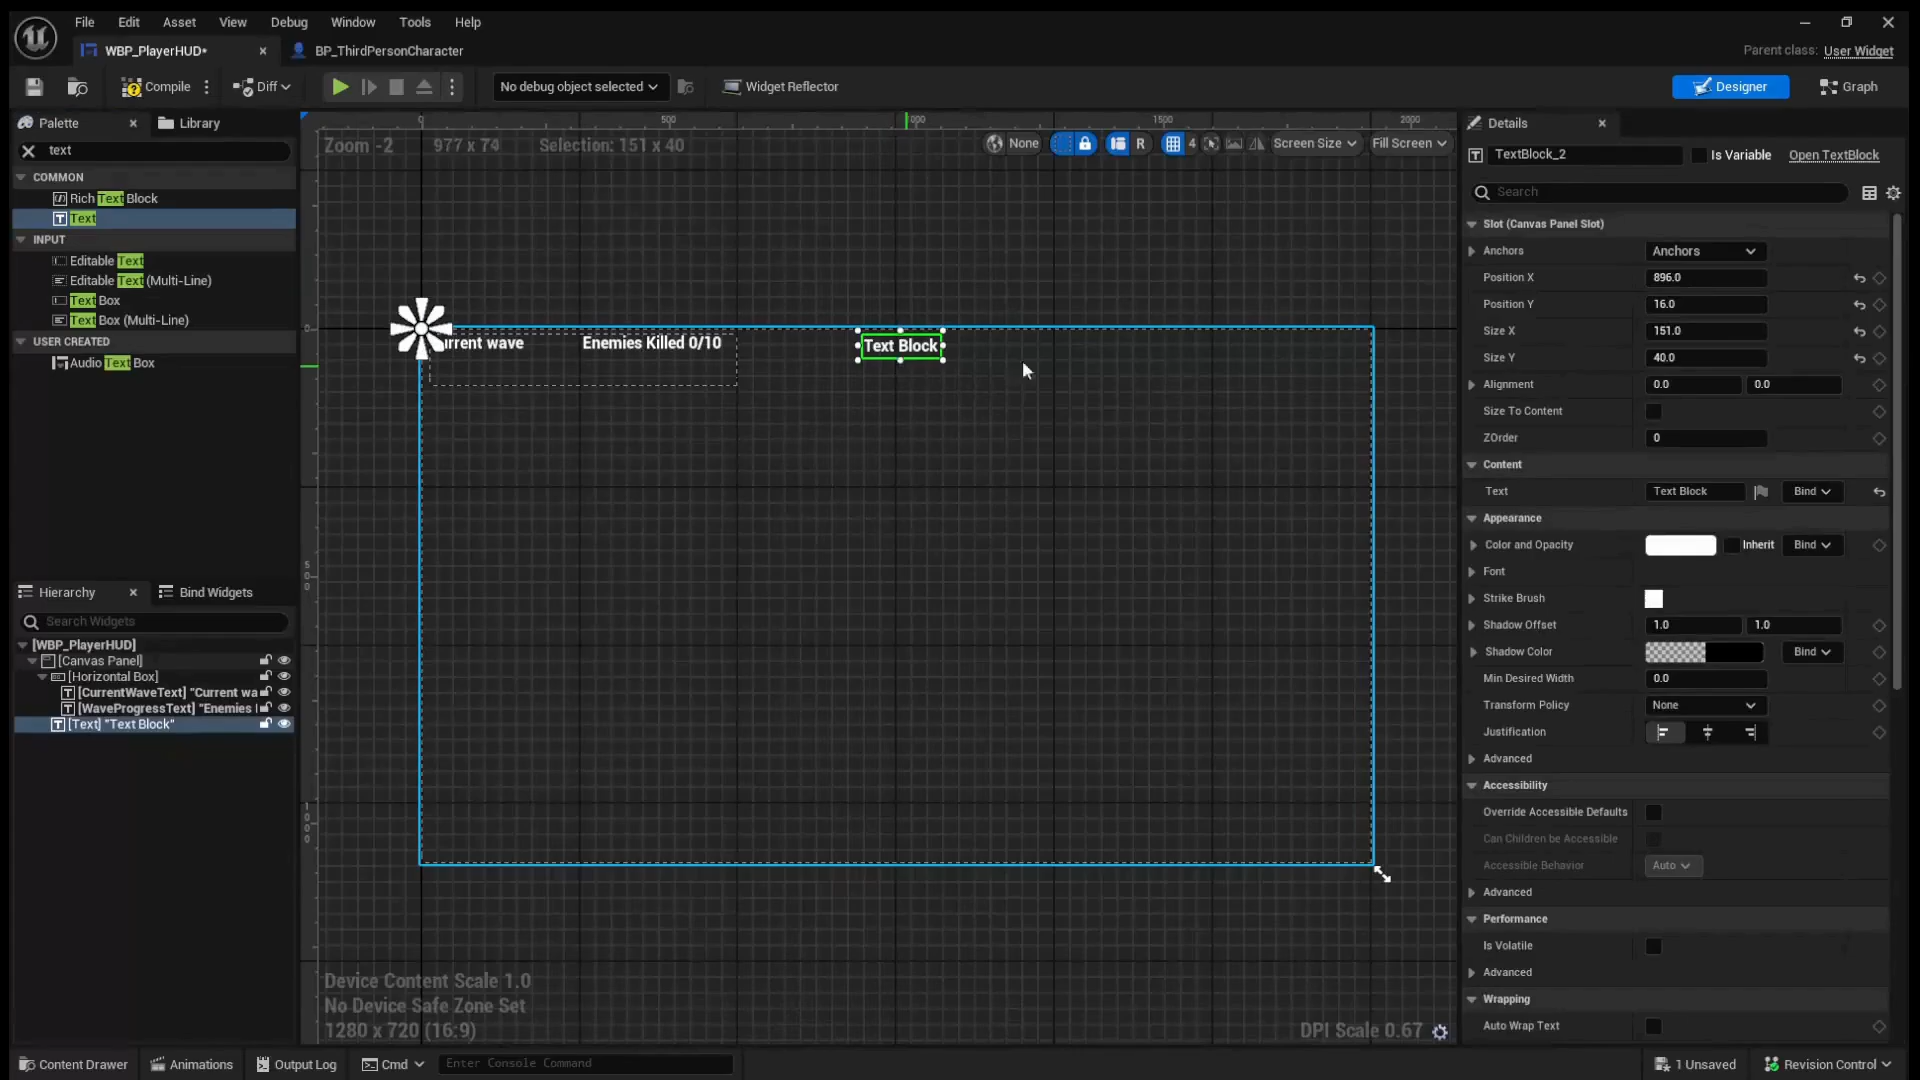 File Edit Asset View Debug Window Tools Help
WBP_PlayerHUD* BP_ThirdPersonCharacter Parent class: User Widget
Compile Diff No debug object selected Widget Reflector Designer Graph
Palette Library
text
COMMON
Rich Text Block
Text
INPUT
Editable Text
Editable Text (Multi-Line)
Text Box
Text Box (Multi-Line)
USER CREATED
Audio Text Box
Hierarchy Bind Widgets
Search Widgets
[WBP_PlayerHUD]
[Canvas Panel]
[Horizontal Box]
[CurrentWaveText] "Current wa
[WaveProgressText] "Enemies
[Text] "Text Block"
0 500 000 1500 2000
Zoom -2 977 x 74 Selection: 151 x 40 None R 4 Screen Size Fill Screen
0
urrent wave Enemies Killed 0/10 Text Block
500
1000
Device Content Scale 1.0
No Device Safe Zone Set
1280 x 720 (16:9) DPI Scale 0.67
Details
TextBlock_2 Is Variable Open TextBlock
Search
Slot (Canvas Panel Slot)
Anchors Anchors
Position X 896.0
Position Y 16.0
Size X 151.0
Size Y 40.0
Alignment 0.0 0.0
Size To Content
ZOrder 0
Content
Text Text Block Bind
Appearance
Color and Opacity Inherit Bind
Font
Strike Brush
Shadow Offset 1.0 1.0
Shadow Color Bind
Min Desired Width 0.0
Transform Policy None
Justification
Advanced
Accessibility
Override Accessible Defaults
Can Children be Accessible
Accessible Behavior Auto
Advanced
Performance
Is Volatile
Advanced
Wrapping
Auto Wrap Text
Content Drawer Animations Output Log Cmd Enter Console Command 1 Unsaved Revision Control